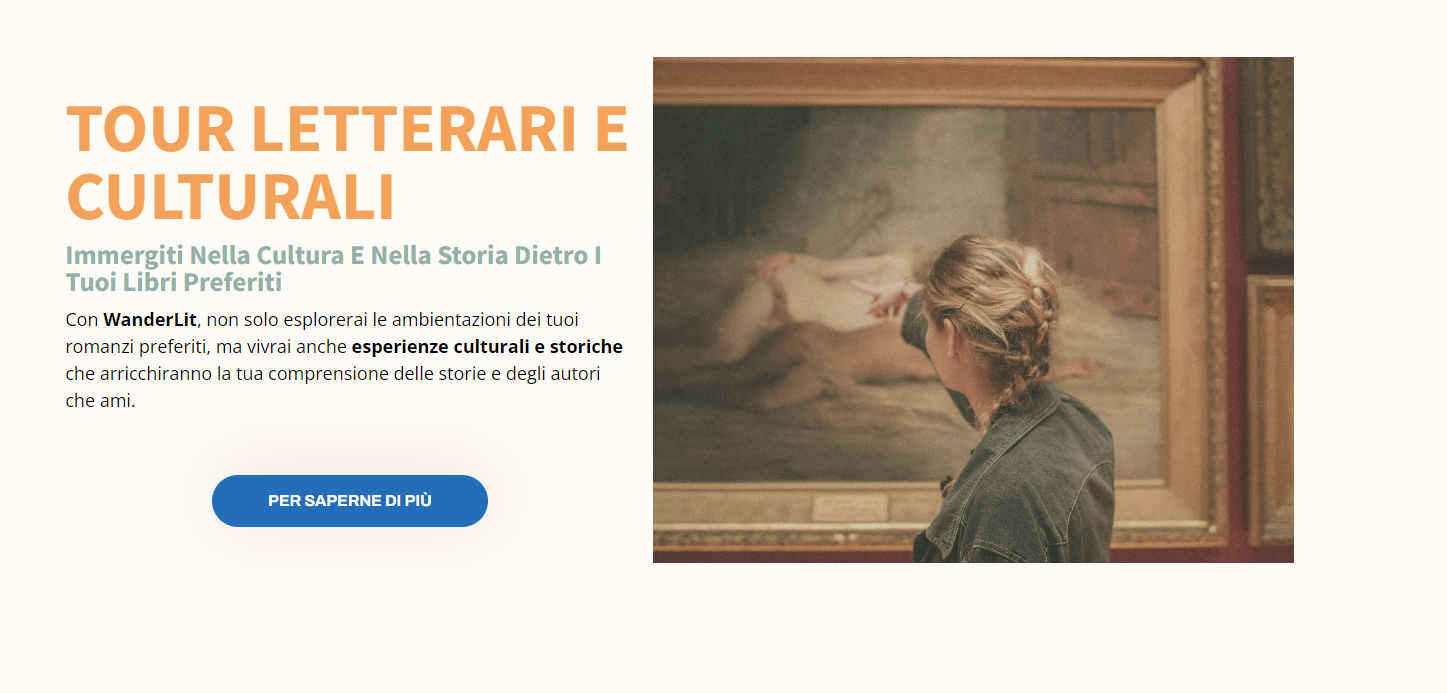 TOUR LETTERARI E
CULTURALI
Immergiti Nella Cultura E Nella Storia Dietro I
Tuoi Libri Preferiti
Con WanderLit, non solo esplorerai le ambientazioni dei tuoi
romanzi preferiti, ma vivrai anche esperienze culturali e storiche
che arricchiranno la tua comprensione delle storie e degli autori
che ami.
PER SAPERNE DI PIÙ